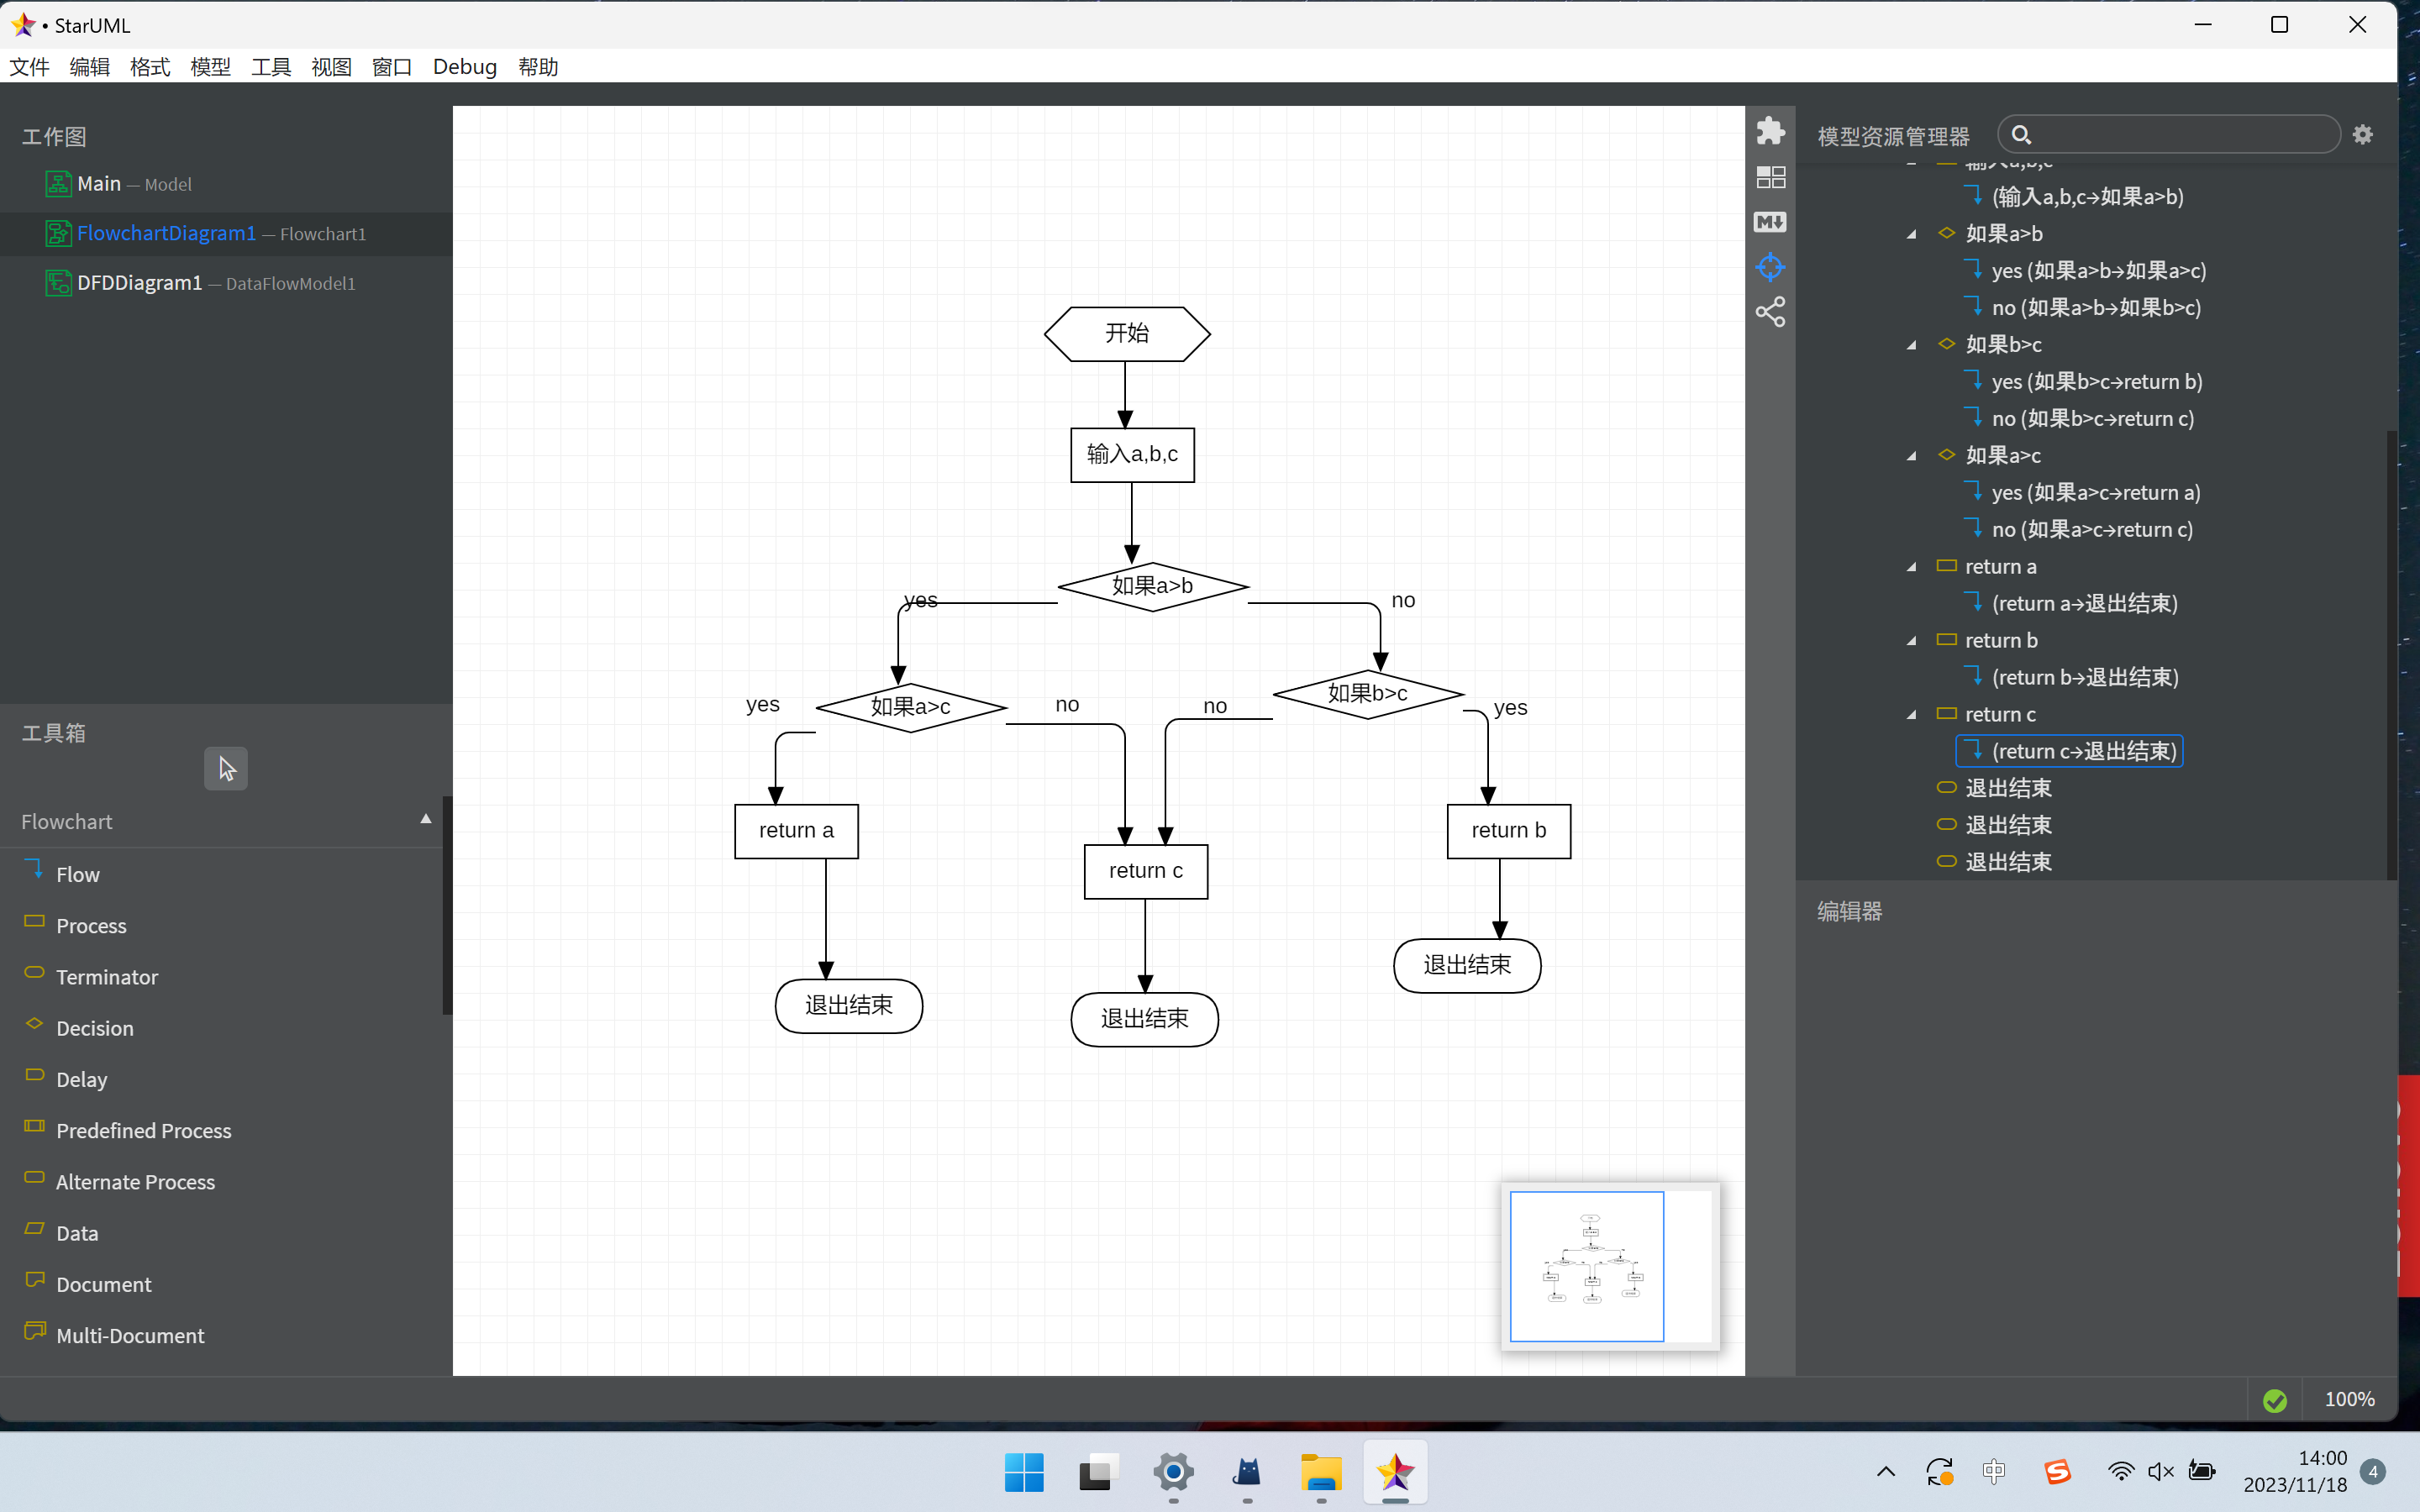 • StarUML
文件 编辑 格式 模型 工具 视图 窗口 Debug 帮助
工作图
Main — Model
FlowchartDiagram1 — Flowchart1
DFDDiagram1 — DataFlowModel1
工具箱
Flowchart
Flow
Process
Terminator
Decision
Delay
Predefined Process
Alternate Process
Data
Document
Multi-Document
开始
输入a,b,c
如果a>b
yes
no
如果a>c
如果b>c
yes
no
no
yes
return a
return c
return b
退出结束
退出结束
退出结束
模型资源管理器
输入a,b,c
(输入a,b,c→如果a>b)
如果a>b
yes (如果a>b→如果a>c)
no (如果a>b→如果b>c)
如果b>c
yes (如果b>c→return b)
no (如果b>c→return c)
如果a>c
yes (如果a>c→return a)
no (如果a>c→return c)
return a
(return a→退出结束)
return b
(return b→退出结束)
return c
(return c→退出结束)
退出结束
退出结束
退出结束
编辑器
100%
中
14:00
2023/11/18
4